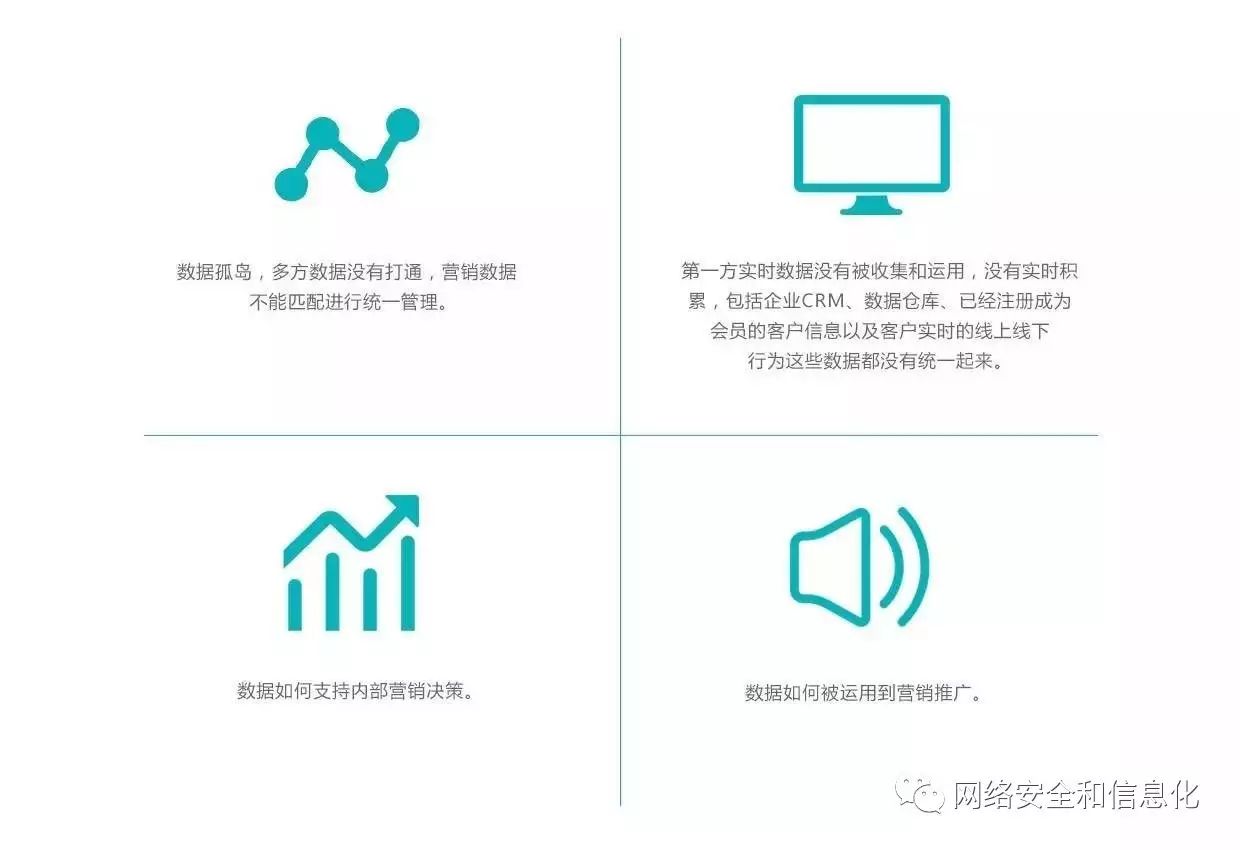 数据孤岛，多方数据没有打通，营销数据
不能匹配进行统一管理。
第一方实时数据没有被收集和运用，没有实时积
累，包括企业CRM、数据仓库、已经注册成为
会员的客户信息以及客户实时的线上线下
行为这些数据都没有统一起来。
数据如何支持内部营销决策。
数据如何被运用到营销推广。
网络安全和信息化